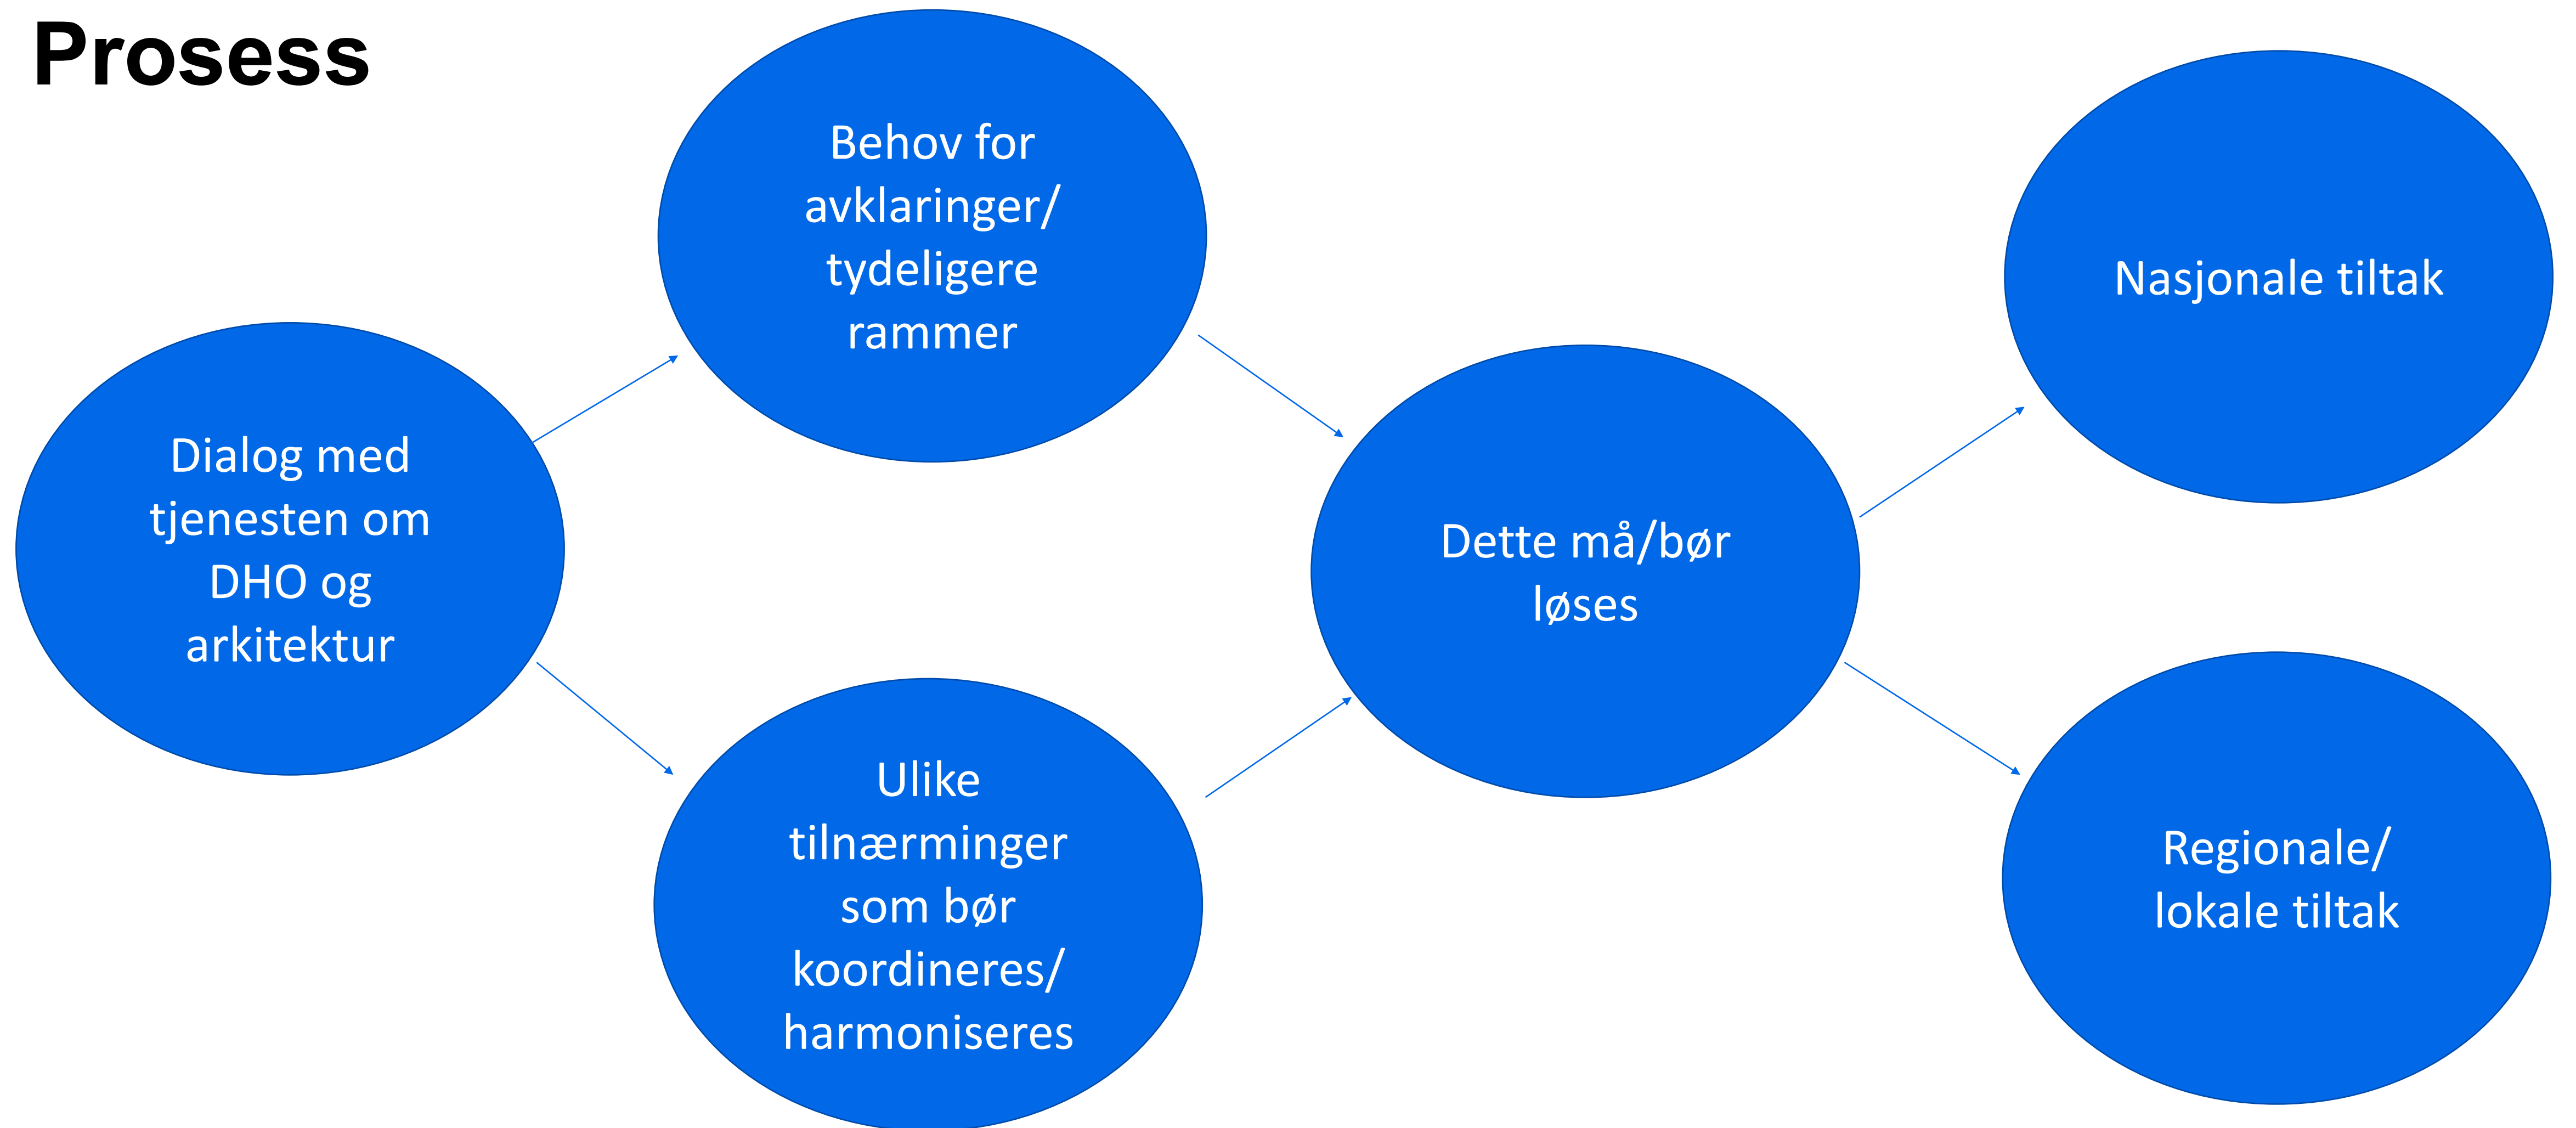 Prosess
Dialog med
tjenesten om
DHO og
arkitektur
Behov for
avklaringer/
tydeligere
rammer
Ulike
tilnærminger
som bør
koordineres/
harmoniseres
Dette må/bør
løses
Nasjonale tiltak
Regionale/
lokale tiltak